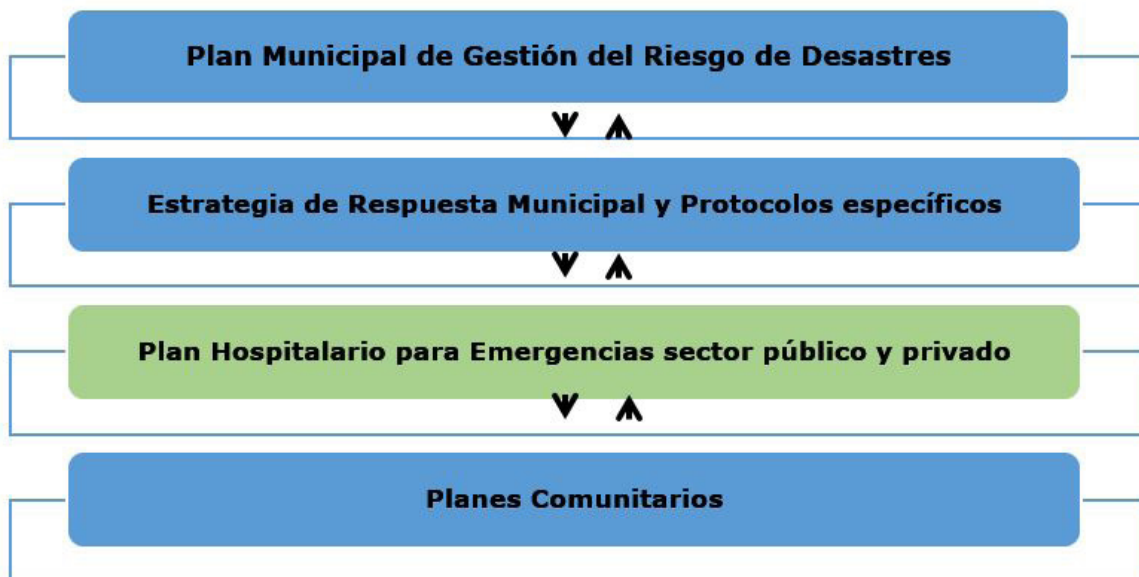 Plan Municipal de Gestión del Riesgo de Desastres
Estrategia de Respuesta Municipal y Protocolos específicos
Plan Hospitalario para Emergencias sector público y privado
Planes Comunitarios